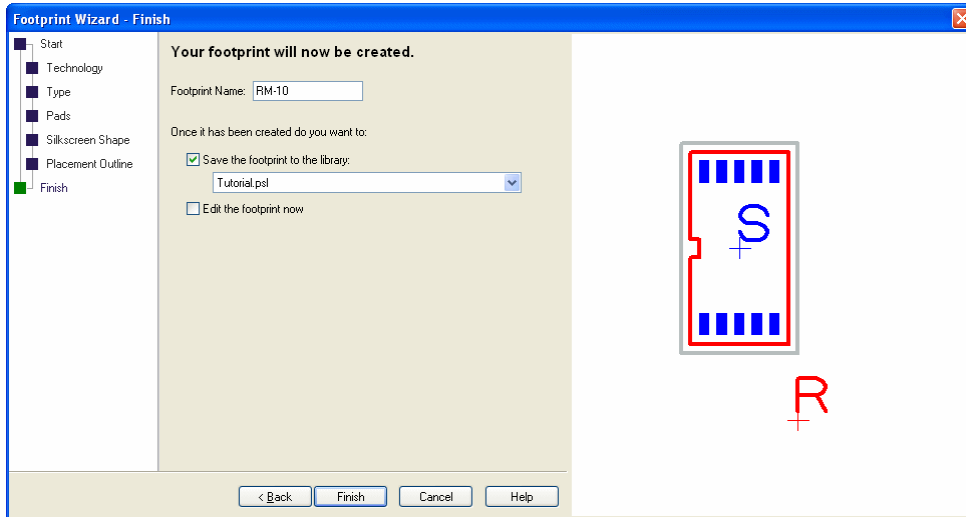 Footprint Wizard - Finish
Start
Technology
Type
Pads
Silkscreen Shape
Placement Outline
Finish
Your footprint will now be created.
Footprint Name: RM-10
Once it has been created do you want to:
Save the footprint to the library:
Tutorial.psl
Edit the footprint now
S
R
< Back Finish Cancel Help